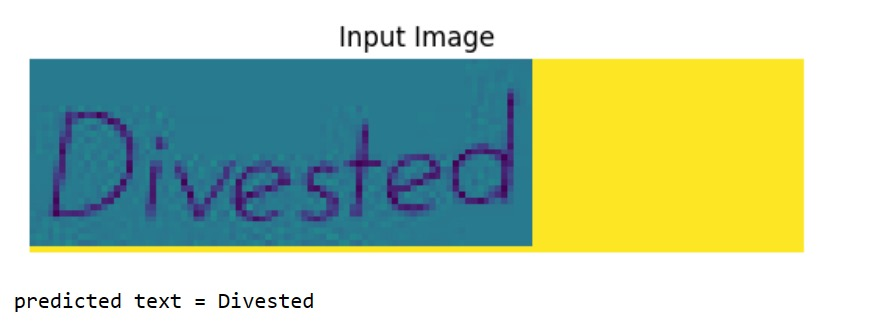 Input Image
Divested
predicted text = Divested